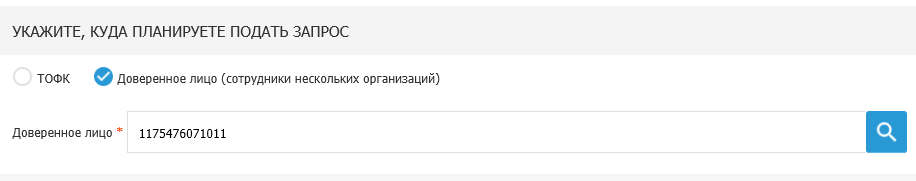 УКАЖИТЕ, КУДА ПЛАНИРУЕТЕ ПОДАТЬ ЗАПРОС
ТОФК Доверенное лицо (сотрудники нескольких организаций)
Доверенное лицо * 1175476071011